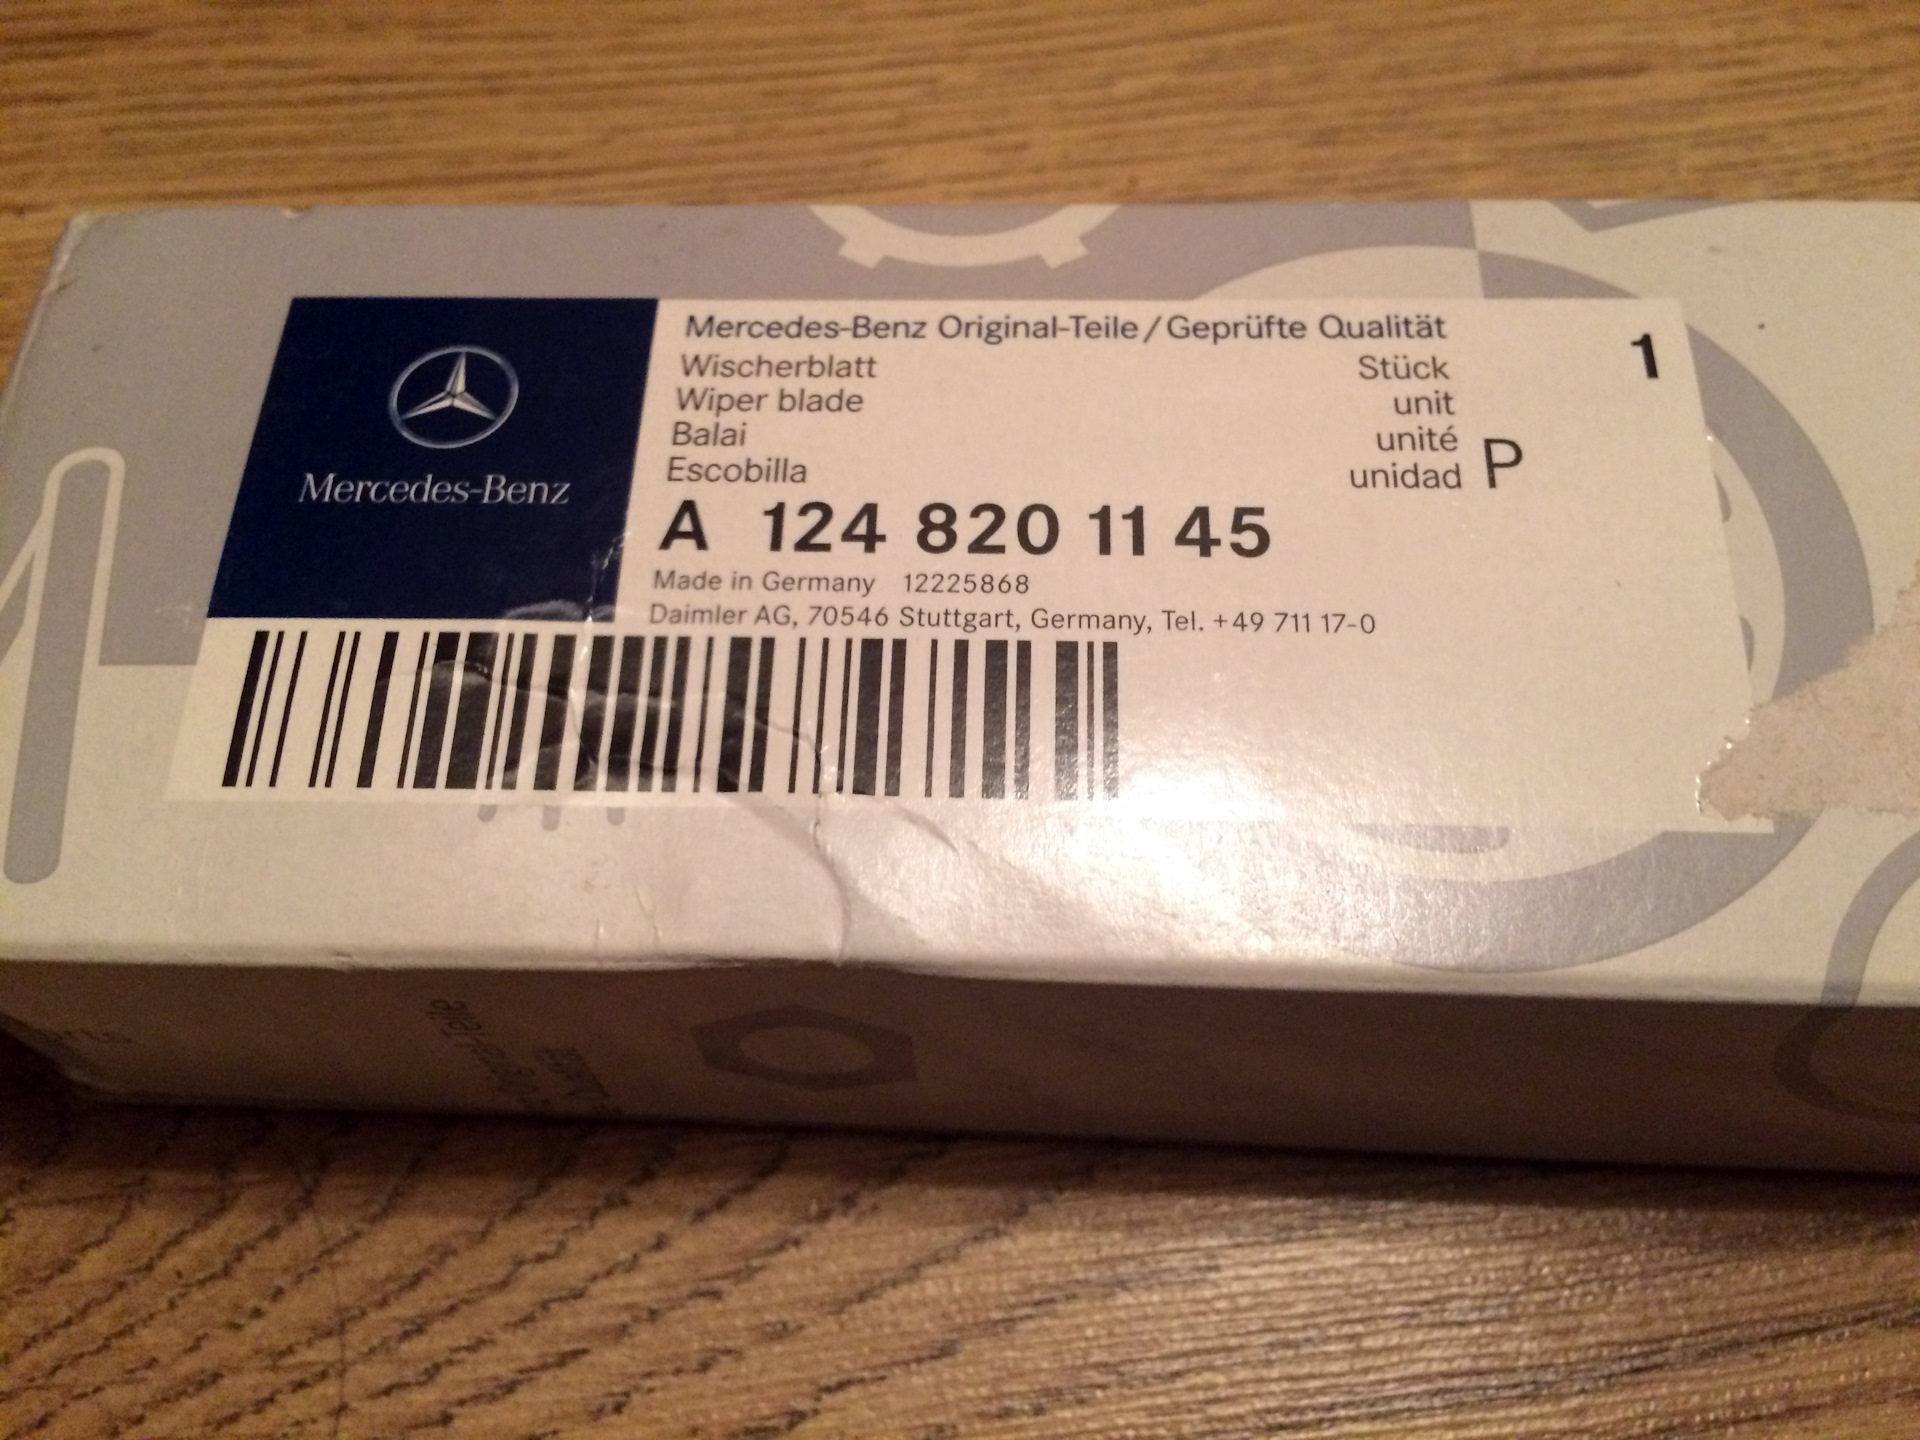 Mercedes-Benz
Mercedes-Benz Original-Teile/Geprüfte Qualität
Wischerblatt Stück 1
Wiper blade unit
Balai unité
Escobilla unidad P
A 124 820 11 45
Made in Germany 12225868
Daimler AG, 70546 Stuttgart, Germany, Tel. +49 711 17-0